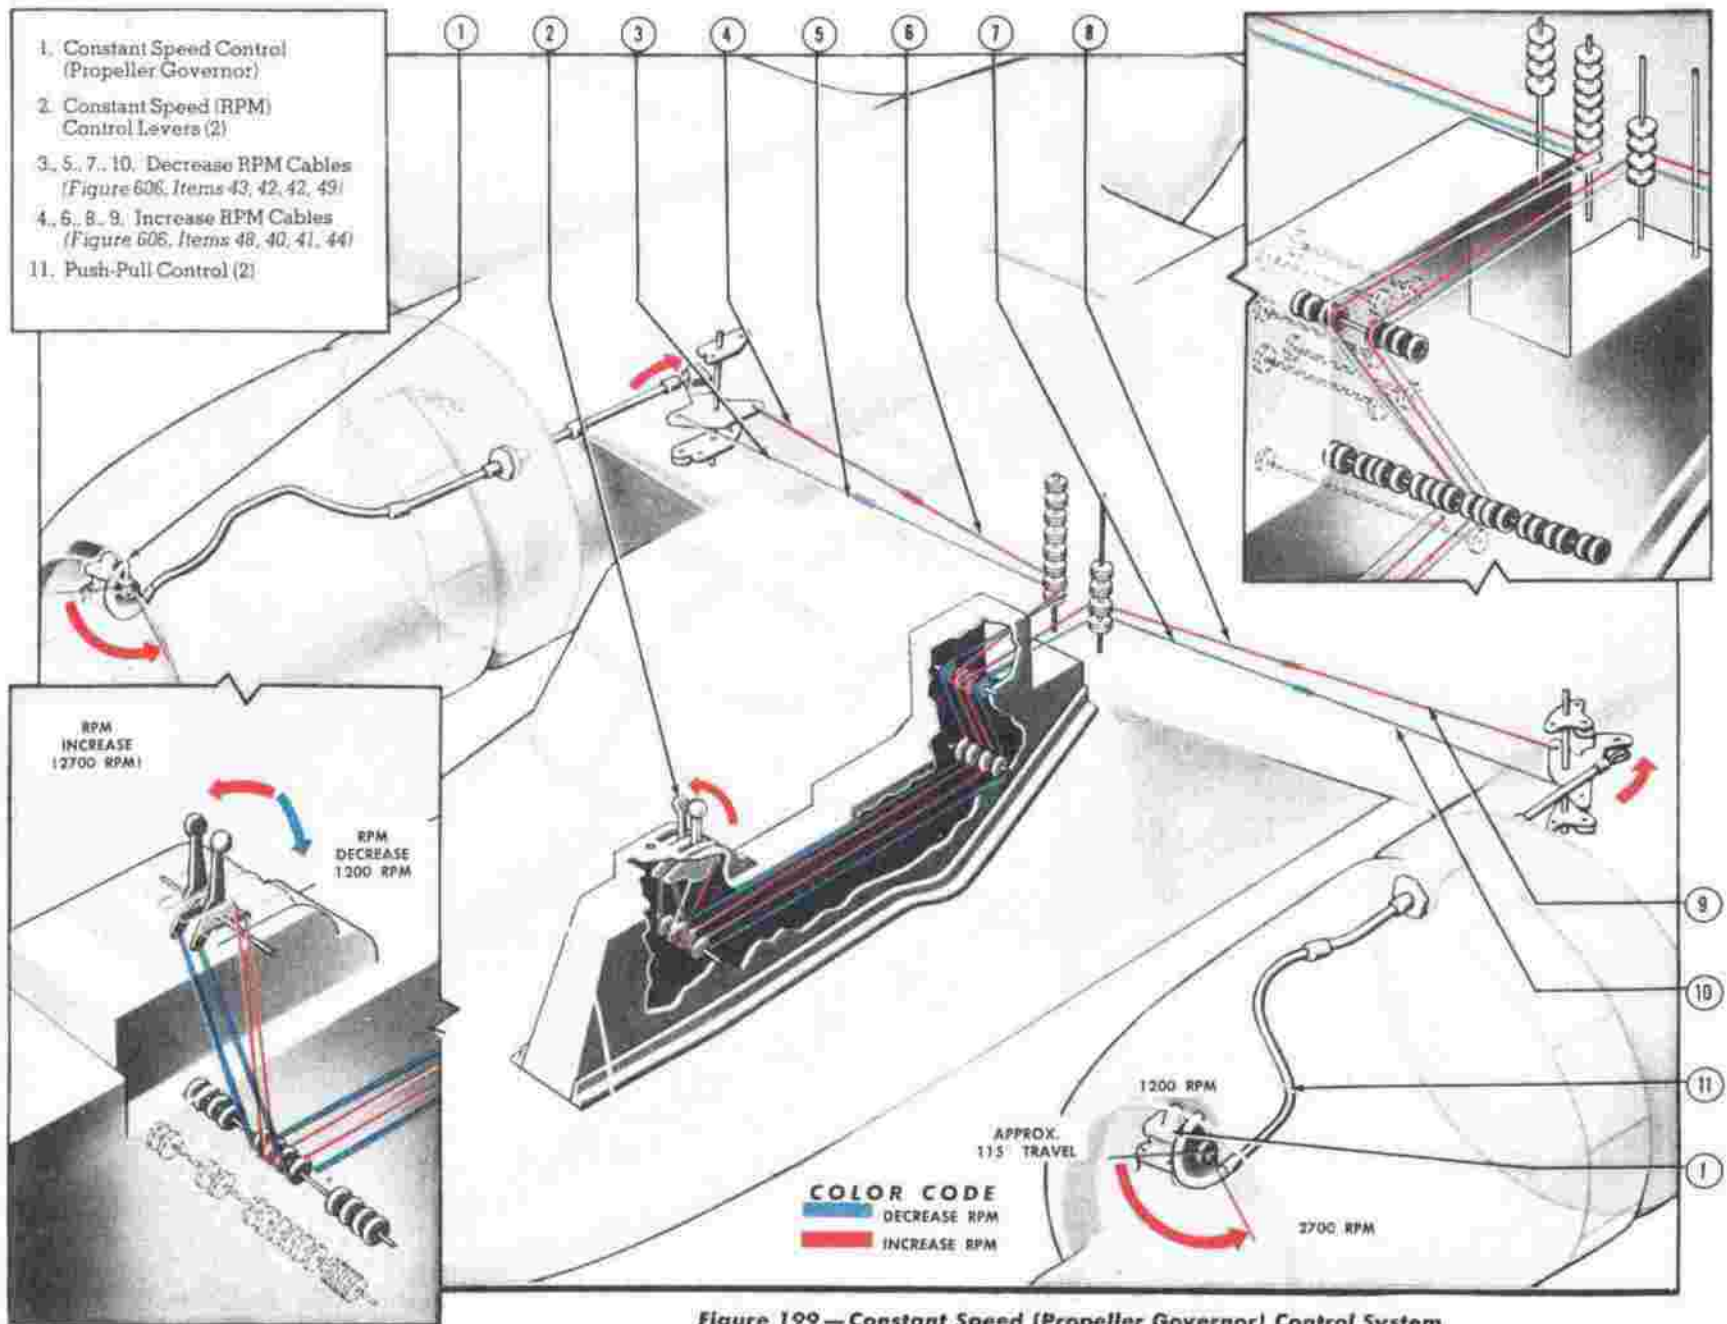 1. Constant Speed Control
(Propeller Governor)
2. Constant Speed (RPM)
Control Levers (2)
3., 5., 7., 10. Decrease RPM Cables
(Figure 606, Items 43, 42, 42, 49)
4., 6., 8., 9. Increase RPM Cables
(Figure 606, Items 48, 40, 41, 44)
11. Push-Pull Control (2)
1 2 3 4 5 6 7 8
RPM
INCREASE
(2700 RPM)
RPM
DECREASE
1200 RPM
9
10
11
1
1200 RPM
APPROX.
115 TRAVEL
2700 RPM
COLOR CODE
DECREASE RPM
INCREASE RPM
Figure 199—Constant Speed (Propeller Governor) Control System